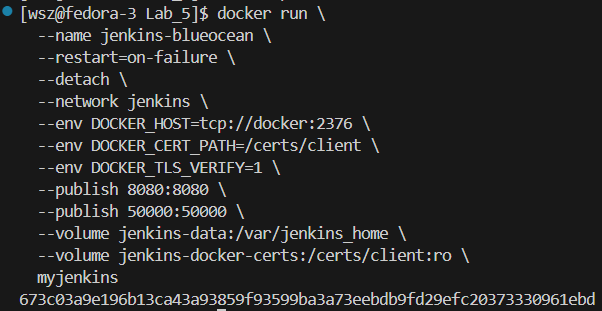 [wsz@fedora-3 Lab_5]$ docker run \
--name jenkins-blueocean \
--restart=on-failure \
--detach \
--network jenkins \
--env DOCKER_HOST=tcp://docker:2376 \
--env DOCKER_CERT_PATH=/certs/client \
--env DOCKER_TLS_VERIFY=1 \
--publish 8080:8080 \
--publish 50000:50000 \
--volume jenkins-data:/var/jenkins_home \
--volume jenkins-docker-certs:/certs/client:ro \
myjenkins
673c03a9e196b13ca43a93859f93599ba3a73eebdb9fd29efc20373330961ebd